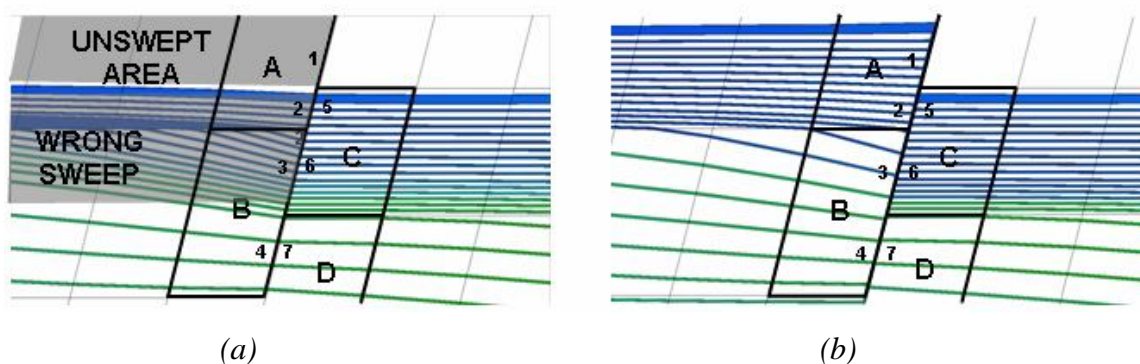 UNSWEPT
AREA
A 1
2 5
WRONG
SWEEP
3 6 C
B
4 7
D
(a)
A 1
2 5
C
3 6
B
4 7
D
(b)